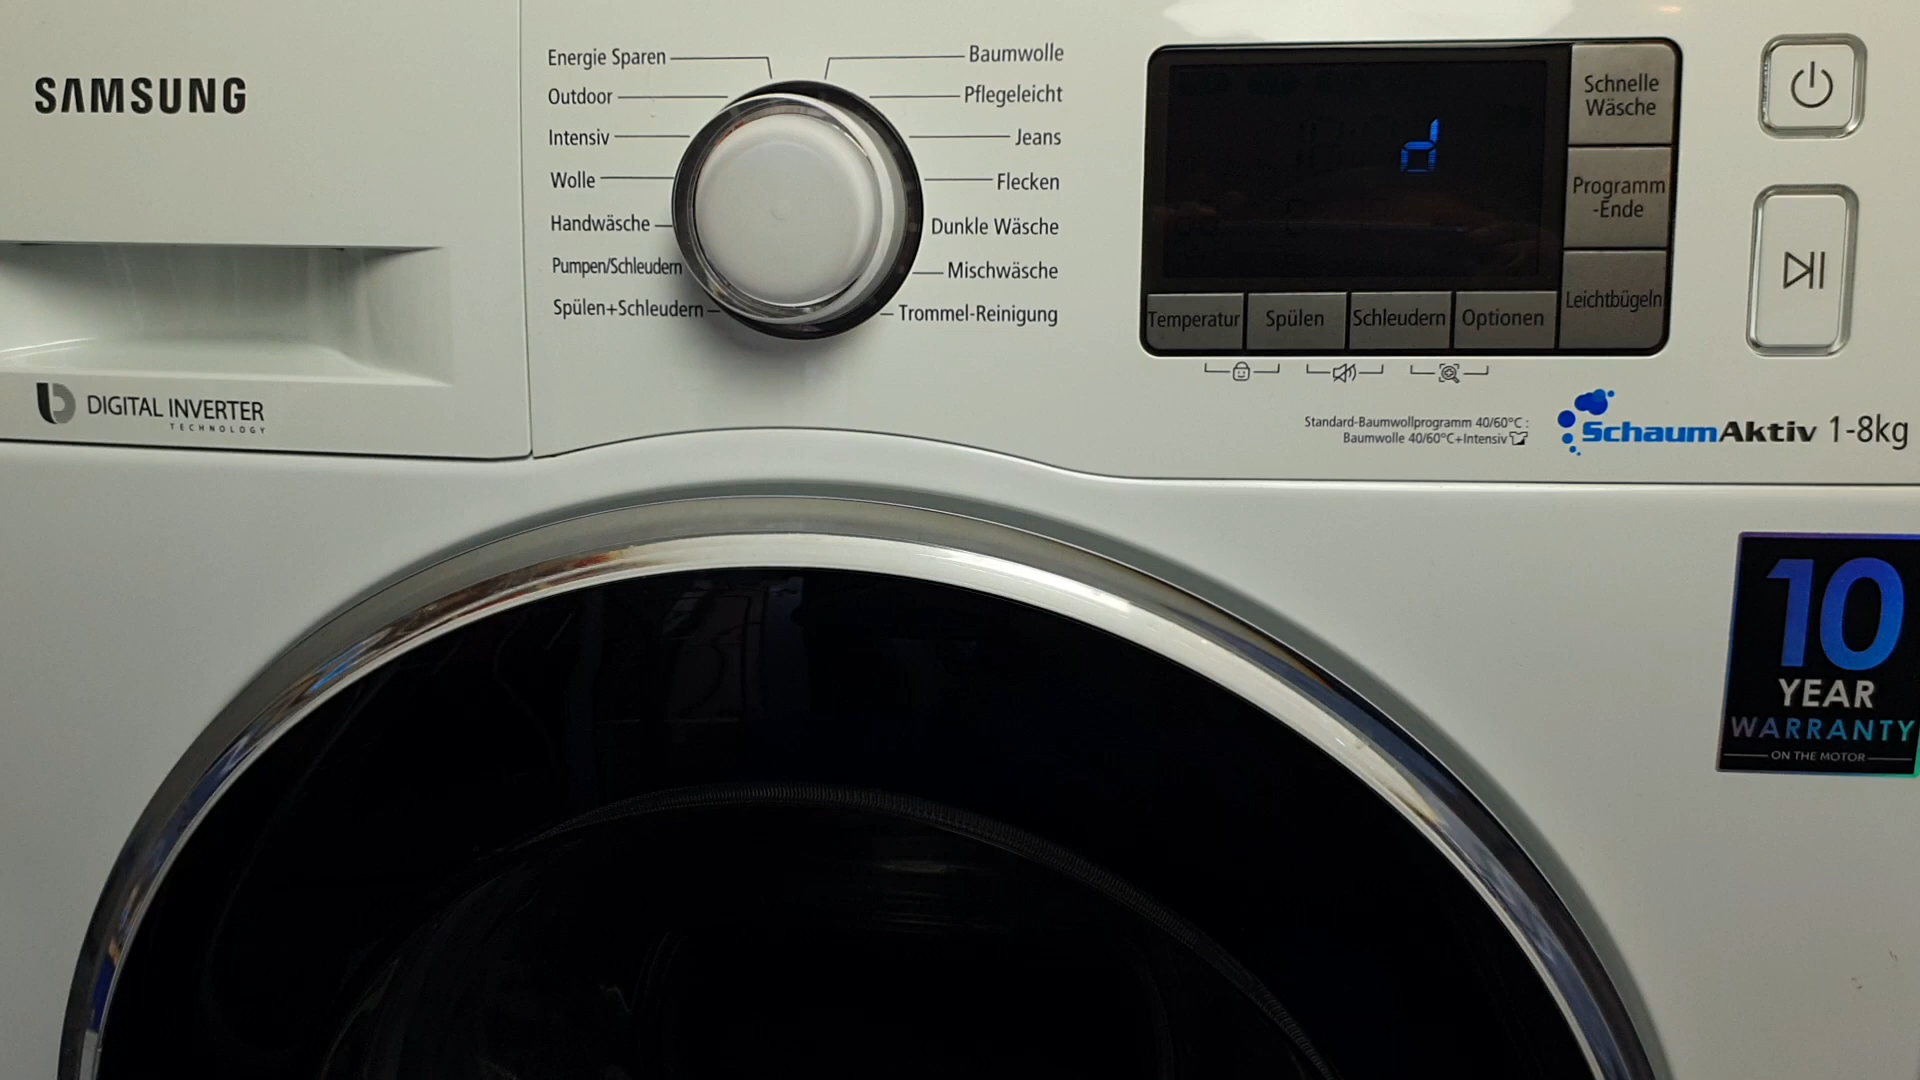 SAMSUNG
Energie Sparen
Outdoor
Intensiv
Wolle
Handwäsche
Pumpen/Schleudern
Spülen+Schleudern
Baumwolle
Pflegeleicht
Jeans
Flecken
Dunkle Wäsche
Mischwäsche
Trommel-Reinigung
d
Schnelle
Wäsche
Programm
-Ende
Leichtbügeln
Temperatur
Spülen
Schleudern
Optionen
DIGITAL INVERTER
TECHNOLOGY
Standard-Baumwollprogramm 40/60°C :
Baumwolle 40/60°C+Intensiv
SchaumAktiv 1-8kg
10
YEAR
WARRANTY
ON THE MOTOR